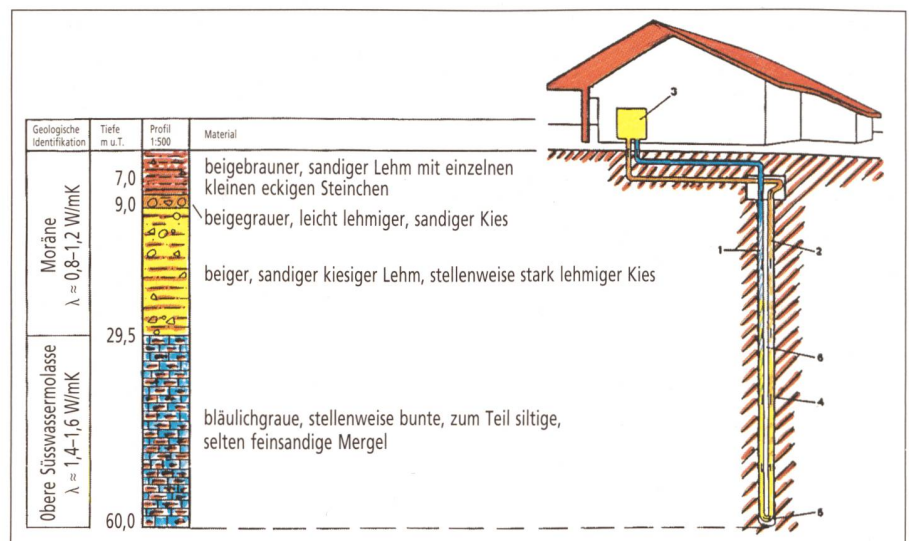 Geologische
Identifikation
Tiefe
m u.T.
Profil
1:500
Material
Moräne
λ ≈ 0,8–1,2 W/mK
7,0
9,0
29,5
beigebrauner, sandiger Lehm mit einzelnen
kleinen eckigen Steinchen
beigegrauer, leicht lehmiger, sandiger Kies
beiger, sandiger kiesiger Lehm, stellenweise stark lehmiger Kies
Obere Süsswassermolasse
λ ≈ 1,4–1,6 W/mK
60,0
bläulichgraue, stellenweise bunte, zum Teil siltige,
selten feinsandige Mergel
3
1
2
6
4
5